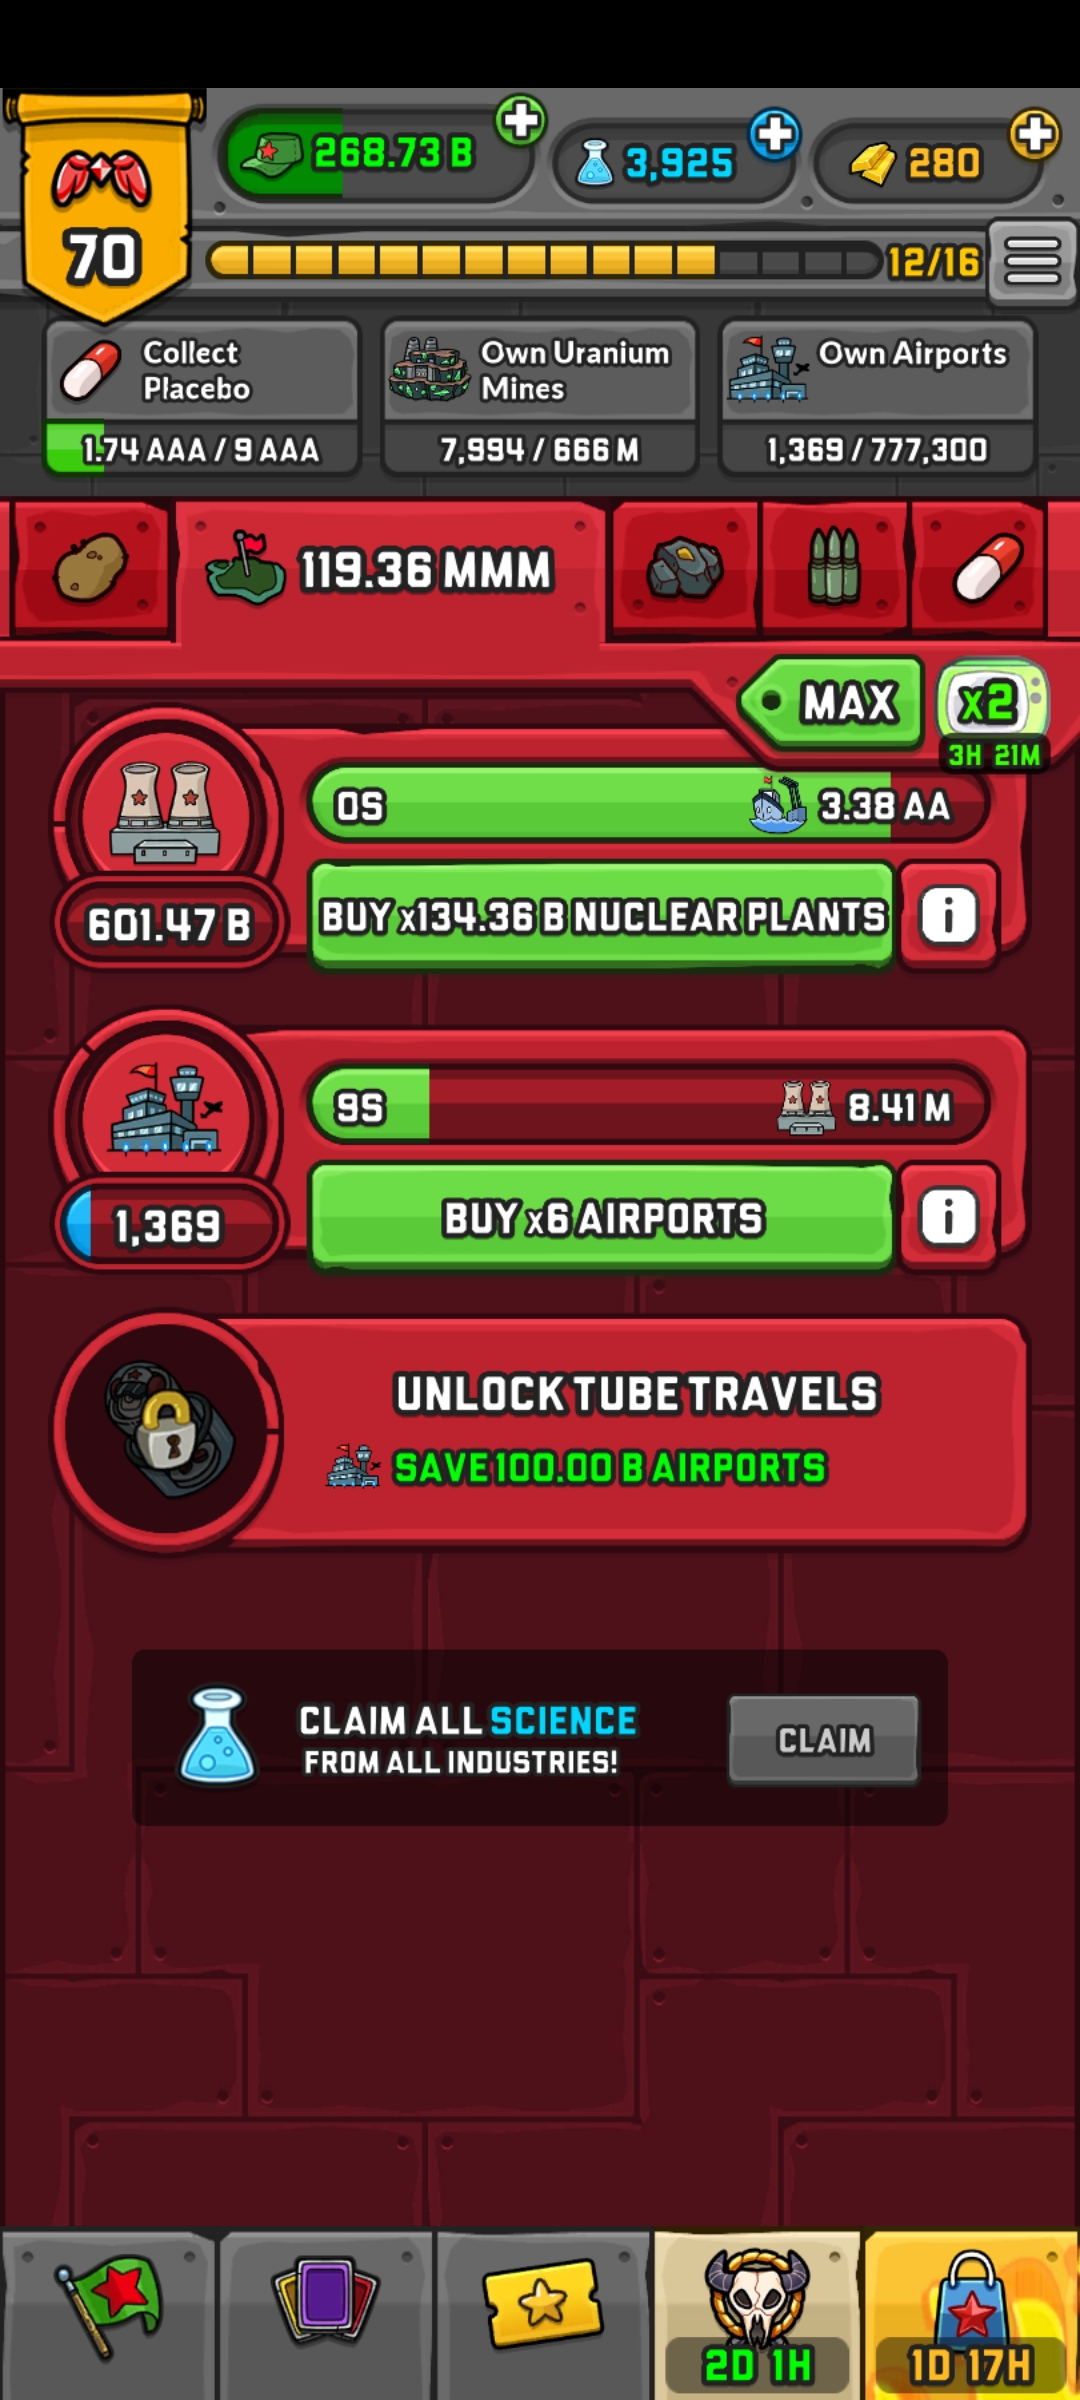 268.73 B
3,925
280
70
12/16
Collect
Placebo
1.74 AAA / 9 AAA
Own Uranium
Mines
7,994 / 666 M
Own Airports
1,369 / 777,300
119.36 MMM
MAX
x2
3H 21M
0S
3.38 AA
601.47 B
BUY x134.36 B NUCLEAR PLANTS
i
9S
8.41 M
1,369
BUY x6 AIRPORTS
i
UNLOCK TUBE TRAVELS
SAVE 100.00 B AIRPORTS
CLAIM ALL SCIENCE
FROM ALL INDUSTRIES!
CLAIM
2D 1H
1D 17H